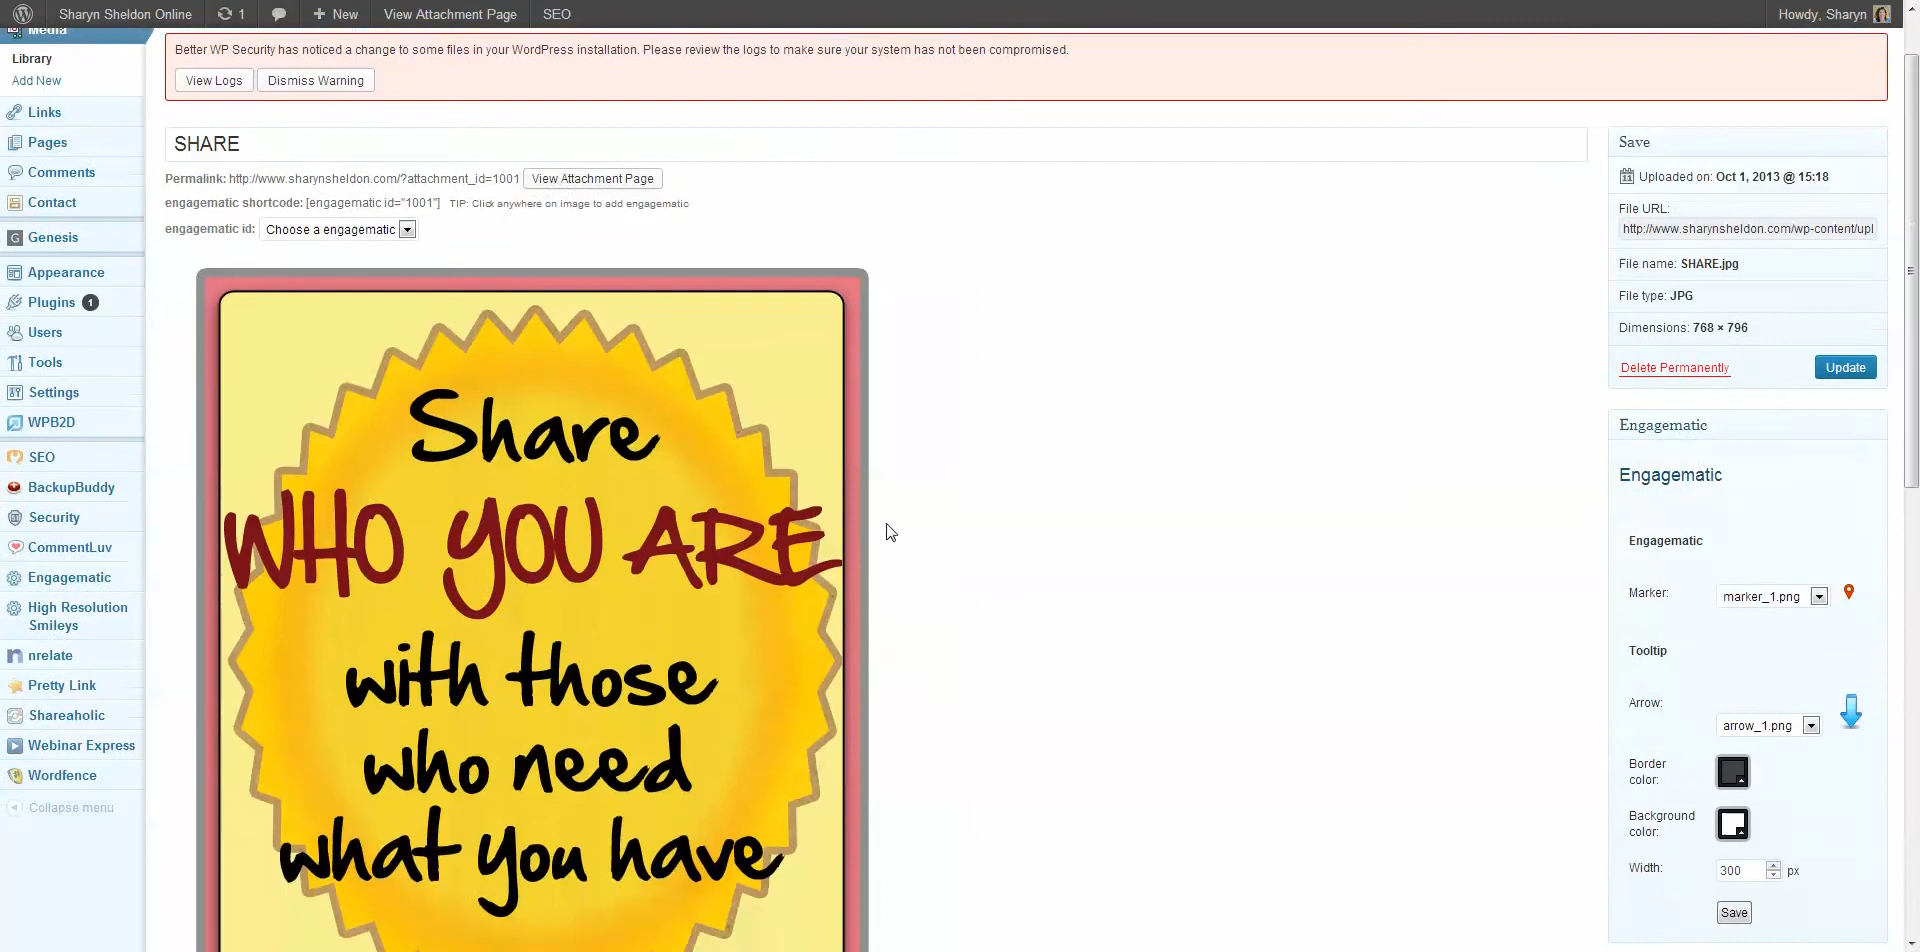 Sharyn Sheldon Online 1 New View Attachment Page SEO Howdy, Sharyn
Media
Library
Add New
Links
Pages
Comments
Contact
Genesis
Appearance
Plugins 1
Users
Tools
Settings
WPB2D
SEO
BackupBuddy
Security
CommentLuv
Engagematic
High Resolution
Smileys
nrelate
Pretty Link
Shareaholic
Webinar Express
Wordfence
Collapse menu
Better WP Security has noticed a change to some files in your WordPress installation. Please review the logs to make sure your system has not been compromised.
View Logs Dismiss Warning
SHARE
Permalink: http://www.sharynsheldon.com/?attachment_id=1001 View Attachment Page
engagematic shortcode: [engagematic id="1001"] TIP: Click anywhere on image to add engagematic
engagematic id: Choose a engagematic
Share
WHO YOU ARE
with those
who need
what you have
Save
Uploaded on: Oct 1, 2013 @ 15:18
File URL:
http://www.sharynsheldon.com/wp-content/upl
File name: SHARE.jpg
File type: JPG
Dimensions: 768 × 796
Delete Permanently Update
Engagematic
Engagematic
Engagematic
Marker: marker_1.png
Tooltip
Arrow:
arrow_1.png
Border
color:
Background
color:
Width: 300 px
Save